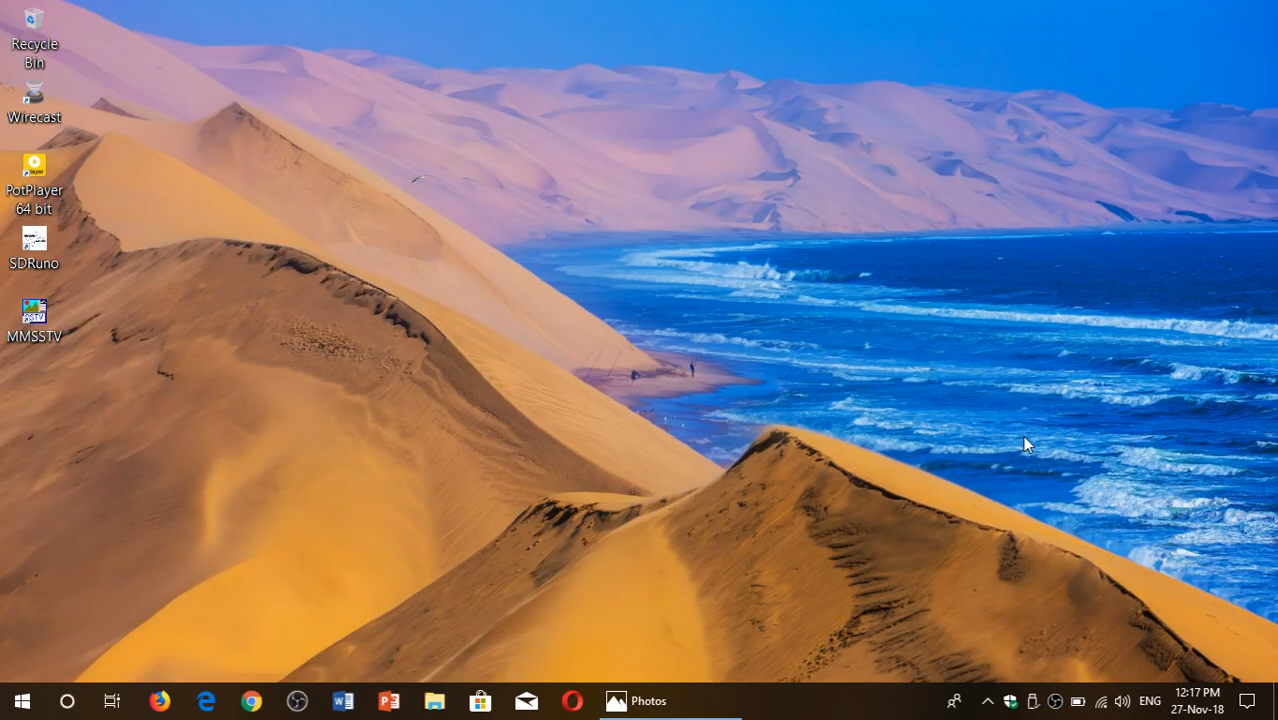 Recycle
Bin
Wirecast
PotPlayer
64 bit
SDRuno
MMSSTV
Photos
ENG
12:17 PM
27-Nov-18